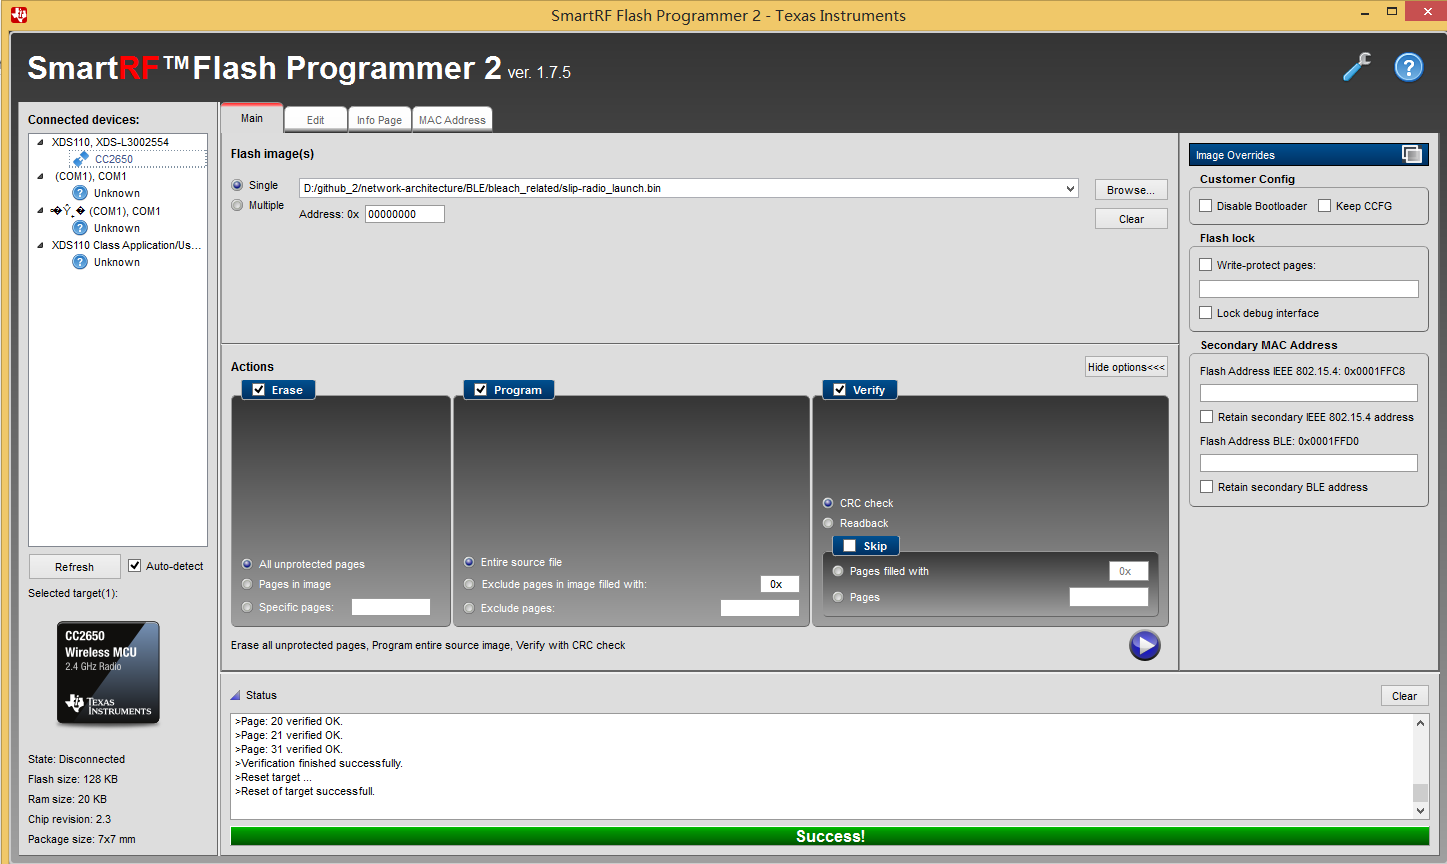 SmartRF Flash Programmer 2 - Texas Instruments
SmartRF™Flash Programmer 2 ver. 1.7.5
Connected devices:
XDS110, XDS-L3002554
CC2650
(COM1), COM1
Unknown
(COM1), COM1
Unknown
XDS110 Class Application/Us...
Unknown
Refresh
Auto-detect
Selected target(1):
CC2650
Wireless MCU
2.4 GHz Radio
TEXAS
INSTRUMENTS
State: Disconnected
Flash size: 128 KB
Ram size: 20 KB
Chip revision: 2.3
Package size: 7x7 mm
Main
Edit
Info Page
MAC Address
Flash image(s)
Single
D:/github_2/network-architecture/BLE/bleach_related/slip-radio_launch.bin
Browse...
Multiple
Address: 0x 00000000
Clear
Actions
Hide options<<<
Erase
All unprotected pages
Pages in image
Specific pages:
Program
Entire source file
Exclude pages in image filled with: 0x
Exclude pages:
Verify
CRC check
Readback
Skip
Pages filled with 0x
Pages
Erase all unprotected pages, Program entire source image, Verify with CRC check
Image Overrides
Customer Config
Disable Bootloader Keep CCFG
Flash lock
Write-protect pages:
Lock debug interface
Secondary MAC Address
Flash Address IEEE 802.15.4: 0x0001FFC8
Retain secondary IEEE 802.15.4 address
Flash Address BLE: 0x0001FFD0
Retain secondary BLE address
Status
Clear
>Page: 20 verified OK.
>Page: 21 verified OK.
>Page: 31 verified OK.
>Verification finished successfully.
>Reset target ...
>Reset of target successfull.
Success!